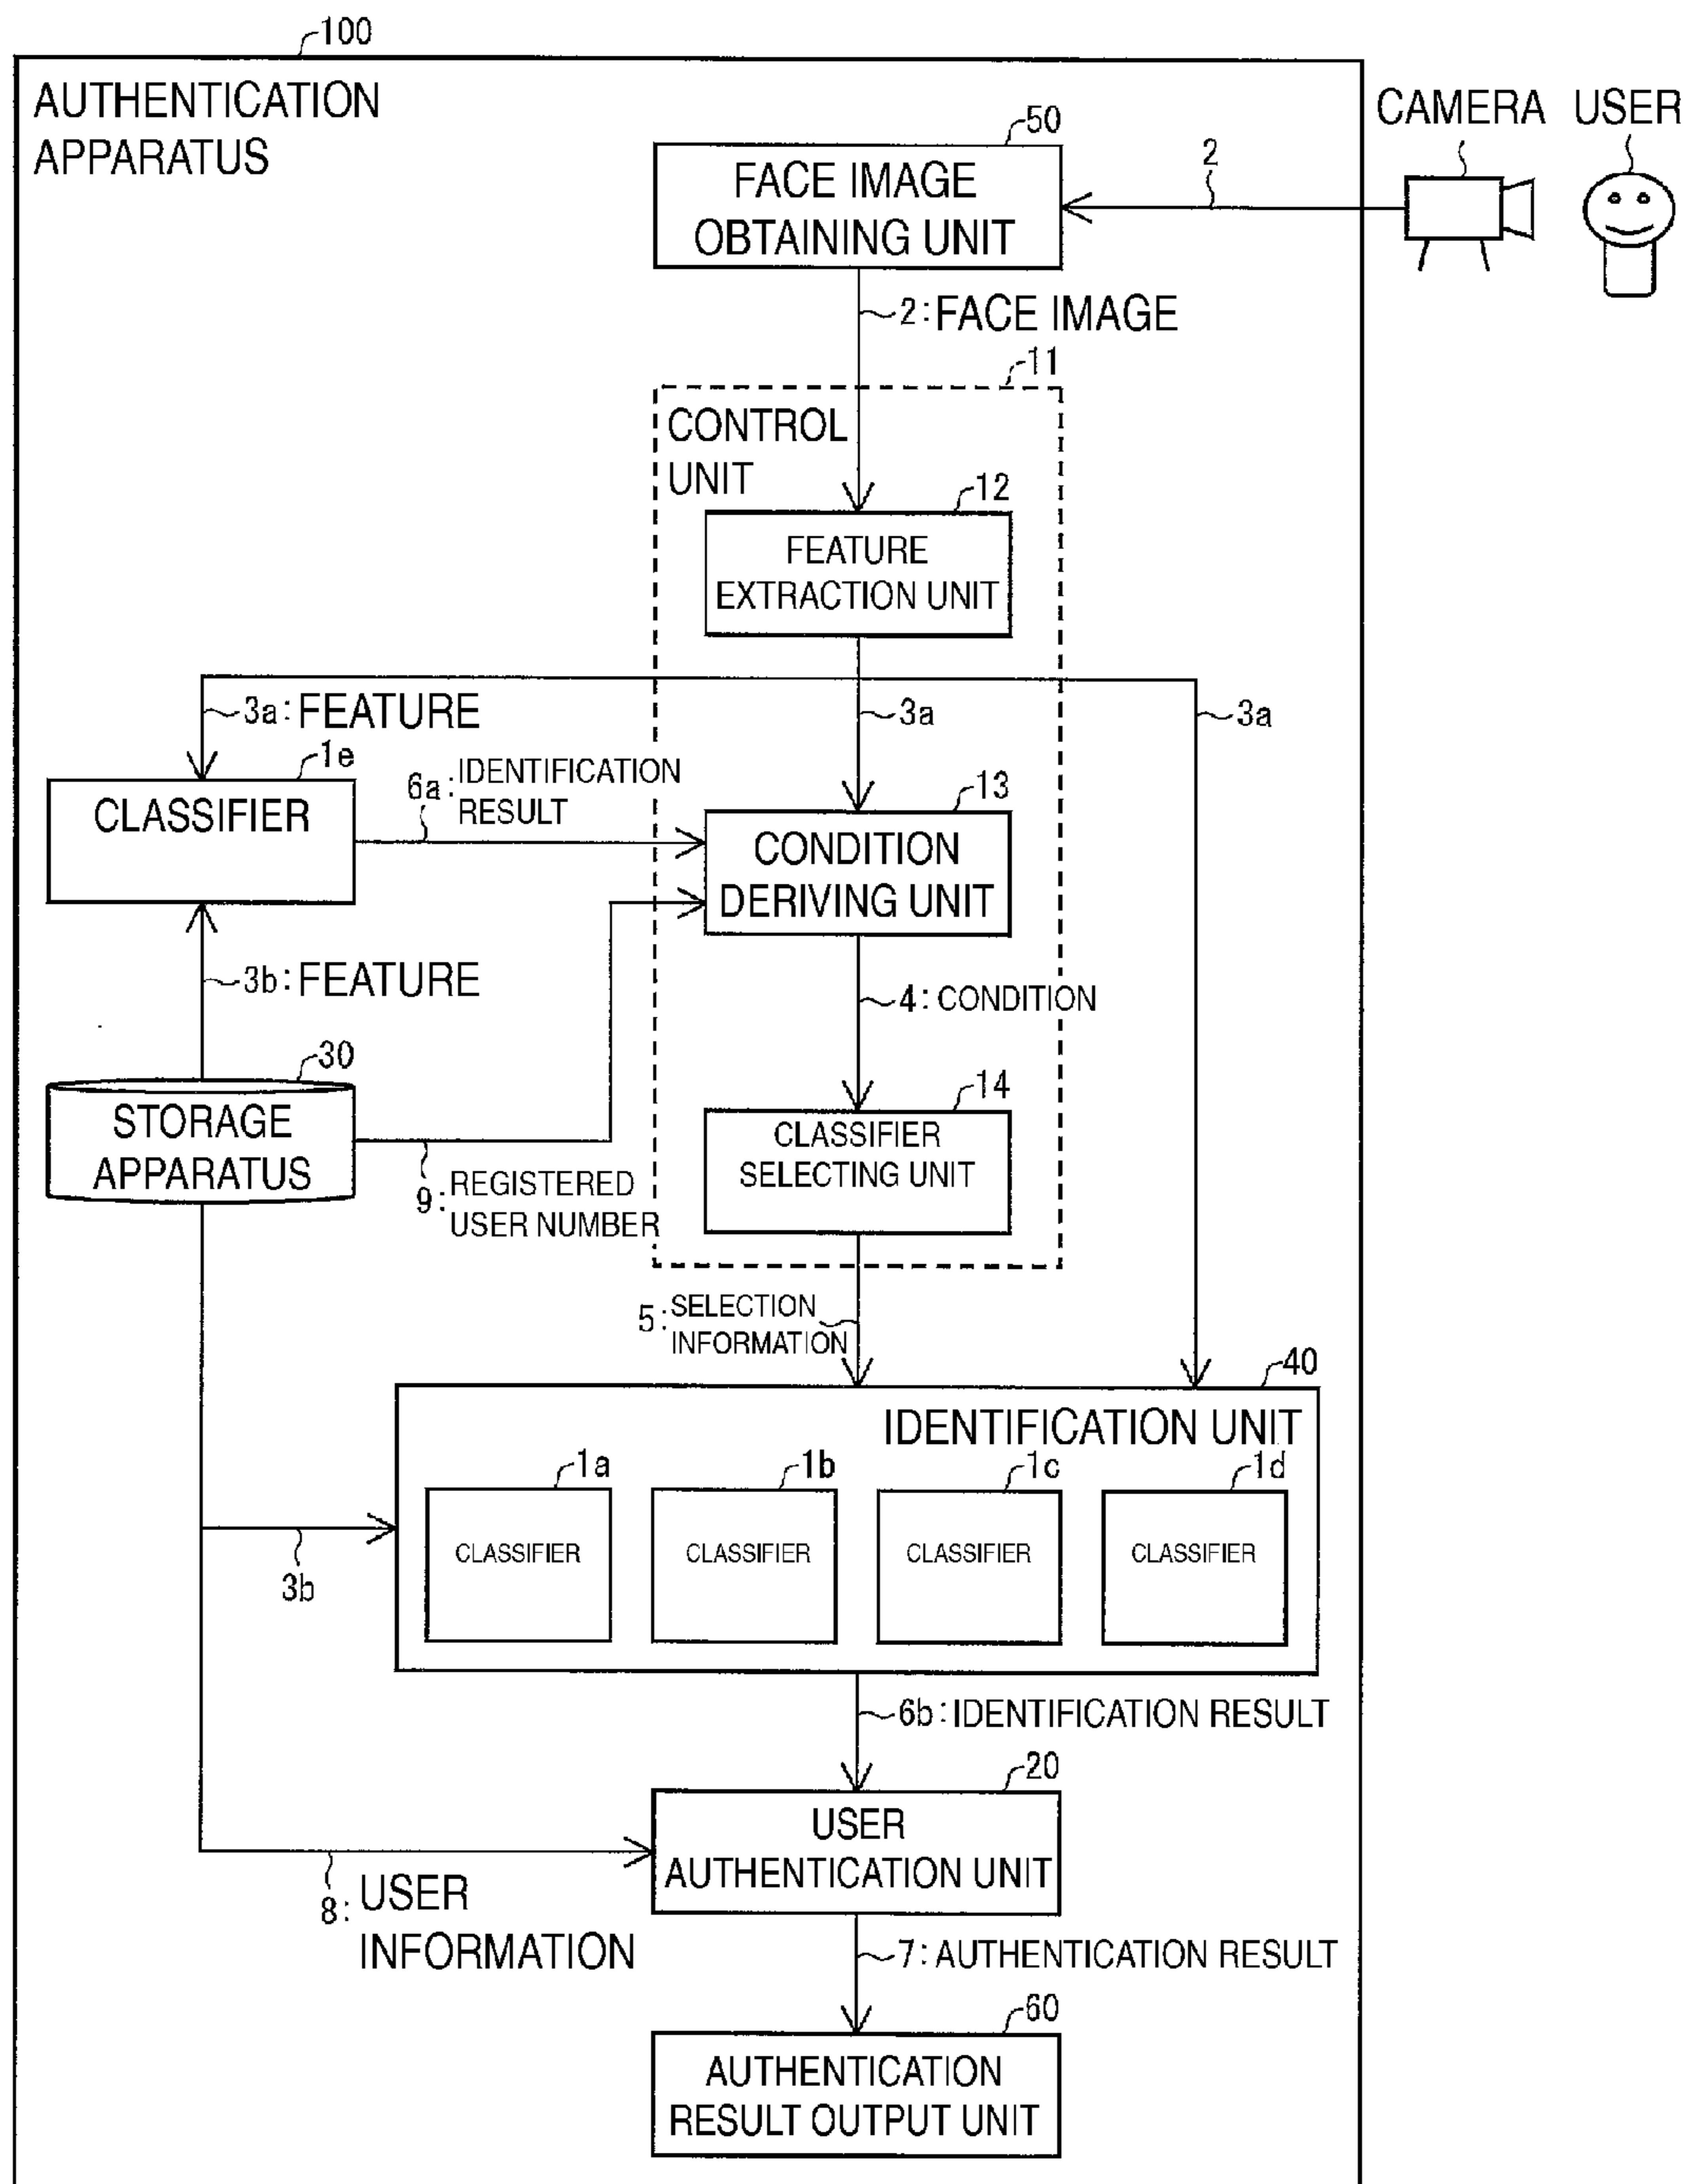 100
AUTHENTICATION
APPARATUS
CAMERA USER
50
FACE IMAGE
OBTAINING UNIT
2
2: FACE IMAGE
11
CONTROL
UNIT
12
FEATURE
EXTRACTION UNIT
3a: FEATURE
3a
3a
1e
CLASSIFIER
6a: IDENTIFICATION
RESULT
13
CONDITION
DERIVING UNIT
3b: FEATURE
4: CONDITION
30
STORAGE
APPARATUS
14
CLASSIFIER
SELECTING UNIT
9: REGISTERED
USER NUMBER
5: SELECTION
INFORMATION
40
IDENTIFICATION UNIT
1a
1b
1c
1d
CLASSIFIER
CLASSIFIER
CLASSIFIER
CLASSIFIER
3b
6b: IDENTIFICATION RESULT
20
USER
AUTHENTICATION UNIT
8: USER
INFORMATION
7: AUTHENTICATION RESULT
60
AUTHENTICATION
RESULT OUTPUT UNIT